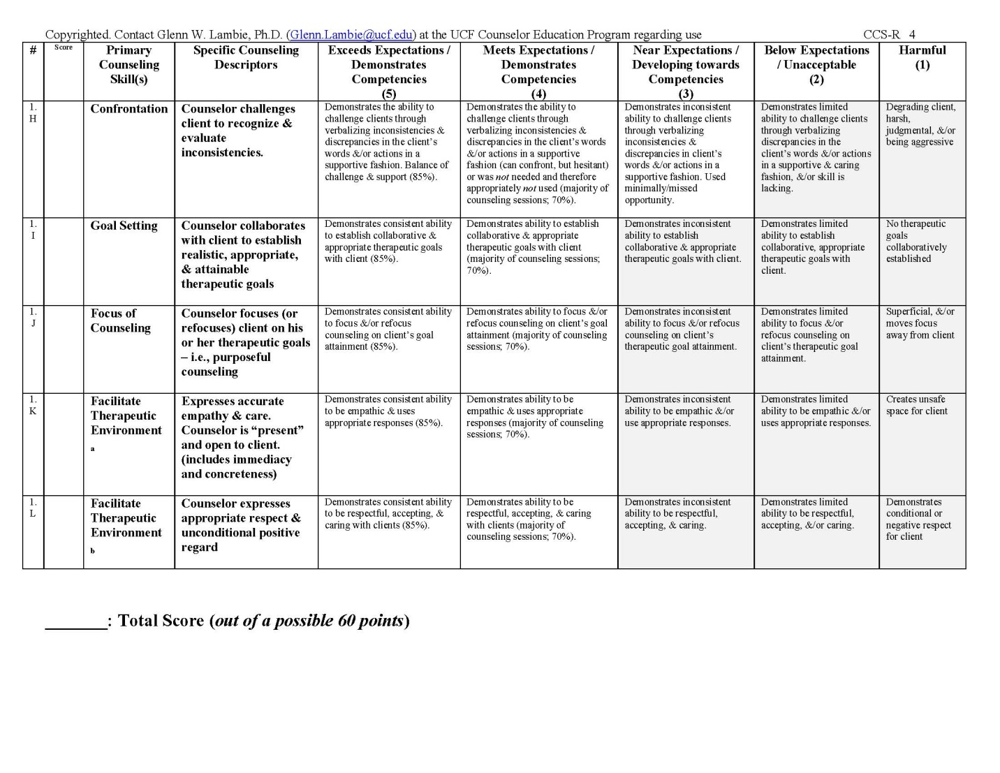 Copyrighted. Contact Glenn W. Lambie, Ph.D. (Glenn.Lambie@ucf.edu) at the UCF Counselor Education Program regarding use CCS-R 4
#
Score
Primary
Counseling
Skill(s)
Specific Counseling
Descriptors
Exceeds Expectations /
Demonstrates
Competencies
(5)
Meets Expectations /
Demonstrates
Competencies
(4)
Near Expectations /
Developing towards
Competencies
(3)
Below Expectations
/ Unacceptable
(2)
Harmful
(1)
1.
H
Confrontation
Counselor challenges
client to recognize &
evaluate
inconsistencies.
Demonstrates the ability to
challenge clients through
verbalizing inconsistencies &
discrepancies in the client's
words &/or actions in a
supportive fashion. Balance of
challenge & support (85%).
Demonstrates the ability to
challenge clients through
verbalizing inconsistencies &
discrepancies in the client's words
&/or actions in a supportive
fashion (can confront, but hesitant)
or was not needed and therefore
appropriately not used (majority of
counseling sessions; 70%).
Demonstrates inconsistent
ability to challenge clients
through verbalizing
inconsistencies &
discrepancies in client's
words &/or actions in a
supportive fashion. Used
minimally/missed
opportunity.
Demonstrates limited
ability to challenge clients
through verbalizing
discrepancies in the
client's words &/or actions
in a supportive & caring
fashion, &/or skill is
lacking.
Degrading client,
harsh,
judgmental, &/or
being aggressive
1.
I
Goal Setting
Counselor collaborates
with client to establish
realistic, appropriate,
& attainable
therapeutic goals
Demonstrates consistent ability
to establish collaborative &
appropriate therapeutic goals
with client (85%).
Demonstrates ability to establish
collaborative & appropriate
therapeutic goals with client
(majority of counseling sessions;
70%).
Demonstrates inconsistent
ability to establish
collaborative & appropriate
therapeutic goals with client.
Demonstrates limited
ability to establish
collaborative, appropriate
therapeutic goals with
client.
No therapeutic
goals
collaboratively
established
1.
J
Focus of
Counseling
Counselor focuses (or
refocuses) client on his
or her therapeutic goals
– i.e., purposeful
counseling
Demonstrates consistent ability
to focus &/or refocus
counseling on client's goal
attainment (85%).
Demonstrates ability to focus &/or
refocus counseling on client's goal
attainment (majority of counseling
sessions; 70%).
Demonstrates inconsistent
ability to focus &/or refocus
counseling on client's
therapeutic goal attainment.
Demonstrates limited
ability to focus &/or
refocus counseling on
client's therapeutic goal
attainment.
Superficial, &/or
moves focus
away from client
1.
K
Facilitate
Therapeutic
Environment
a
Expresses accurate
empathy & care.
Counselor is “present”
and open to client.
(includes immediacy
and concreteness)
Demonstrates consistent ability
to be empathic & uses
appropriate responses (85%).
Demonstrates ability to be
empathic & uses appropriate
responses (majority of counseling
sessions; 70%).
Demonstrates inconsistent
ability to be empathic &/or
use appropriate responses.
Demonstrates limited
ability to be empathic &/or
uses appropriate responses.
Creates unsafe
space for client
1.
L
Facilitate
Therapeutic
Environment
b
Counselor expresses
appropriate respect &
unconditional positive
regard
Demonstrates consistent ability
to be respectful, accepting, &
caring with clients (85%).
Demonstrates ability to be
respectful, accepting, & caring
with clients (majority of
counseling sessions; 70%).
Demonstrates inconsistent
ability to be respectful,
accepting, & caring.
Demonstrates limited
ability to be respectful,
accepting, &/or caring.
Demonstrates
conditional or
negative respect
for client
_______: Total Score (out of a possible 60 points)